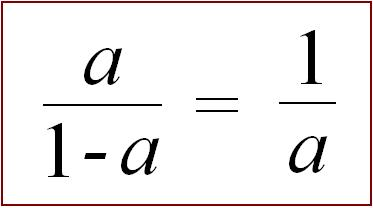 a/(1-a) = 1/a